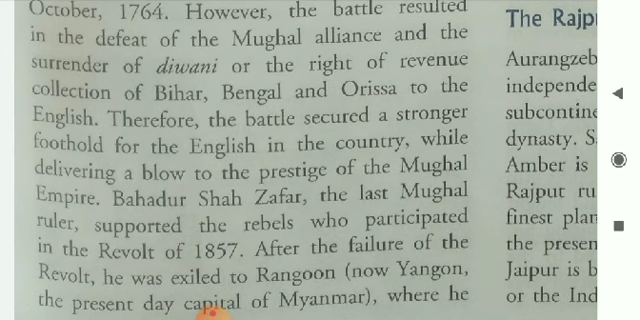 October, 1764. However, the battle resulted
in the defeat of the Mughal alliance and the
surrender of diwani or the right of revenue
collection of Bihar, Bengal and Orissa to the
English. Therefore, the battle secured a stronger
foothold for the English in the country, while
delivering a blow to the prestige of the Mughal
Empire. Bahadur Shah Zafar, the last Mughal
ruler, supported the rebels who participated
in the Revolt of 1857. After the failure of the
Revolt, he was exiled to Rangoon (now Yangon,
the present day capital of Myanmar), where he
The Rajp
Aurangzeb
independe
subcontine
dynasty. S
Amber is
Rajput ru
finest plan
the presen
Jaipur is b
or the Ind